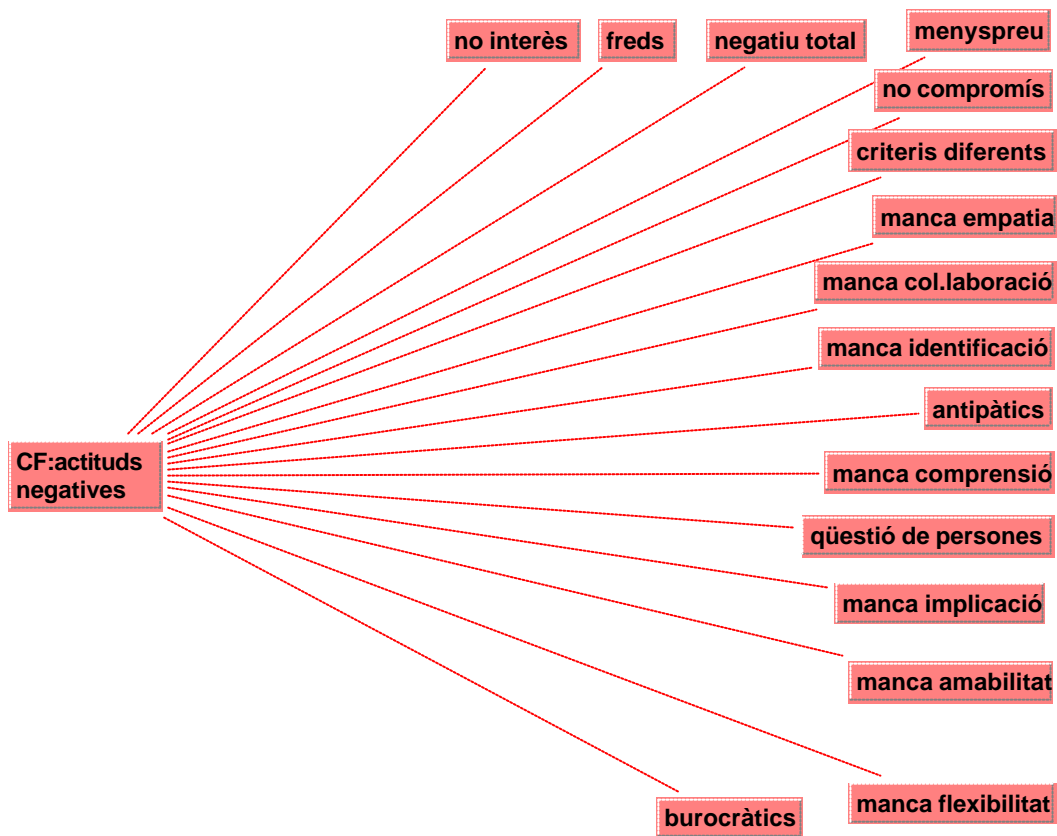 no interès
freds
negatiu total
menyspreu
no compromís
criteris diferents
manca empatia
manca col.laboració
manca identificació
antipàtics
CF:actituds
negatives
manca comprensió
qüestió de persones
manca implicació
manca amabilitat
manca flexibilitat
burocràtics